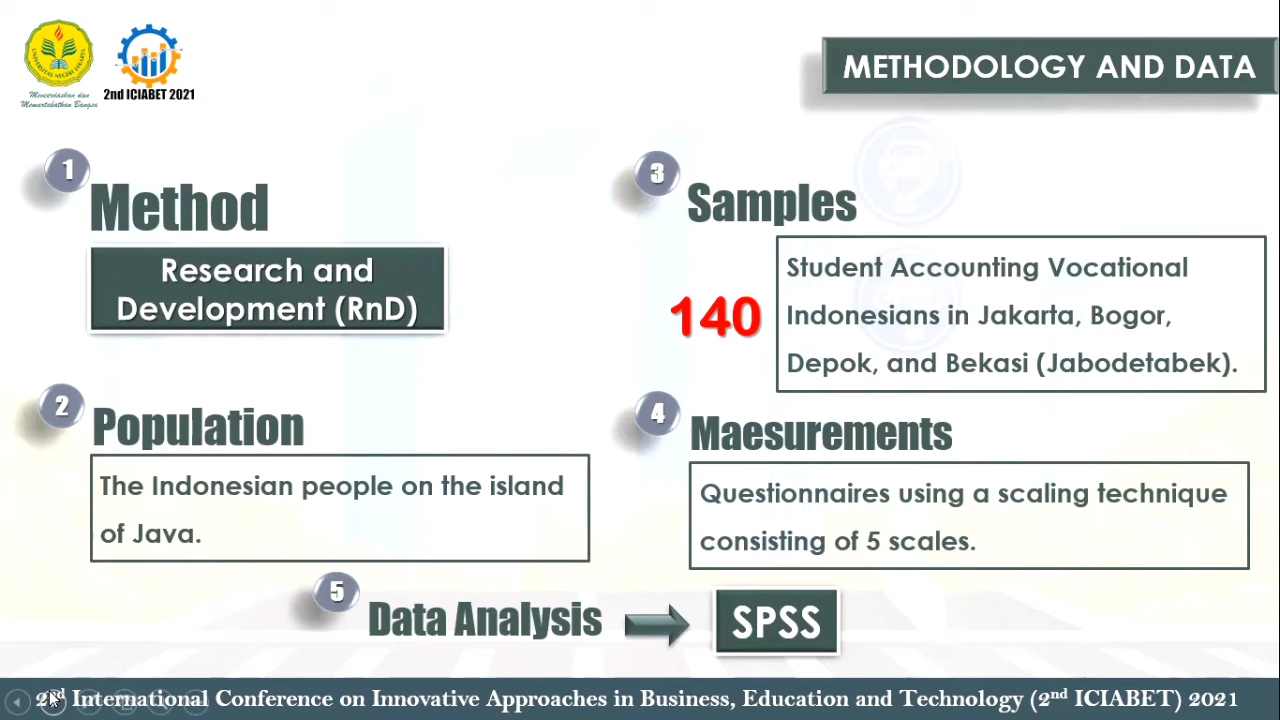 UNIVERSITAS NEGERI JAKARTA
Mencerdaskan dan
Memartabatkan Bangsa
2nd ICIABET 2021
METHODOLOGY AND DATA
1
Method
Research and
Development (RnD)
2
Population
The Indonesian people on the island
of Java.
3
Samples
140
Student Accounting Vocational
Indonesians in Jakarta, Bogor,
Depok, and Bekasi (Jabodetabek).
4
Maesurements
Questionnaires using a scaling technique
consisting of 5 scales.
5
Data Analysis
SPSS
2nd International Conference on Innovative Approaches in Business, Education and Technology (2nd ICIABET) 2021